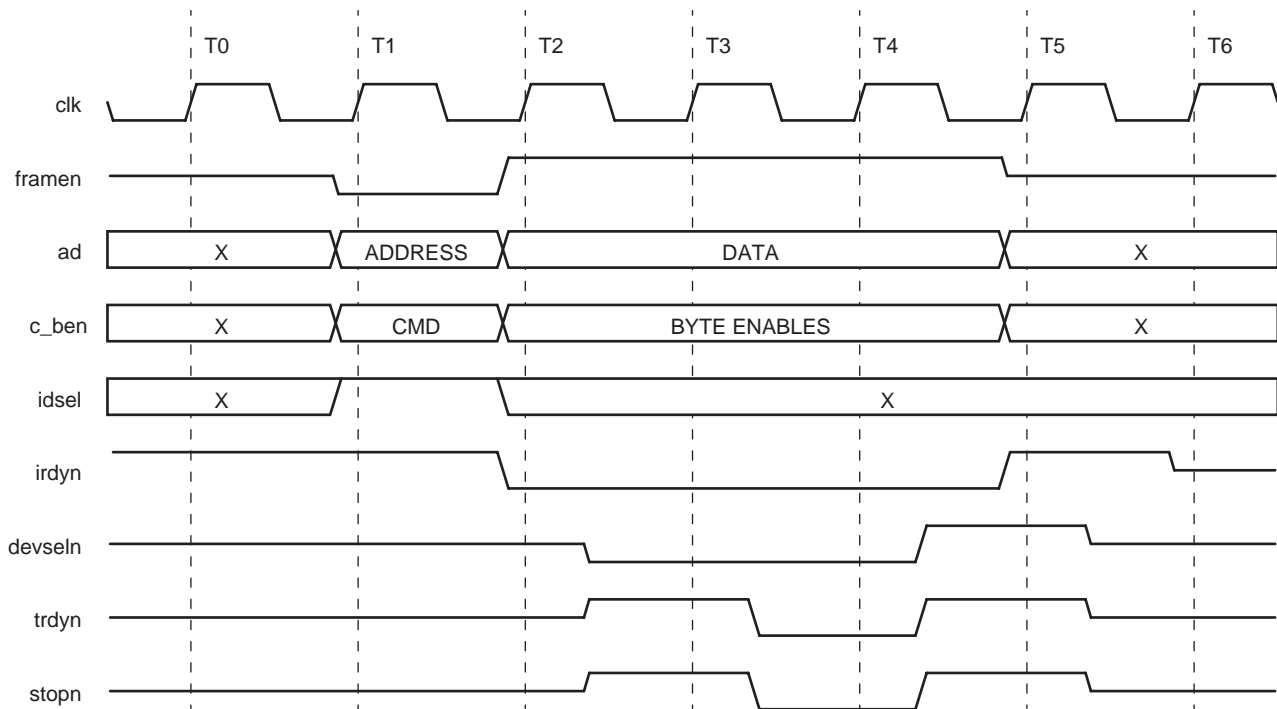 T0 T1 T2 T3 T4 T5 T6
clk
framen
ad X ADDRESS DATA X
c_ben X CMD BYTE ENABLES X
idsel X X
irdyn
devseln
trdyn
stopn